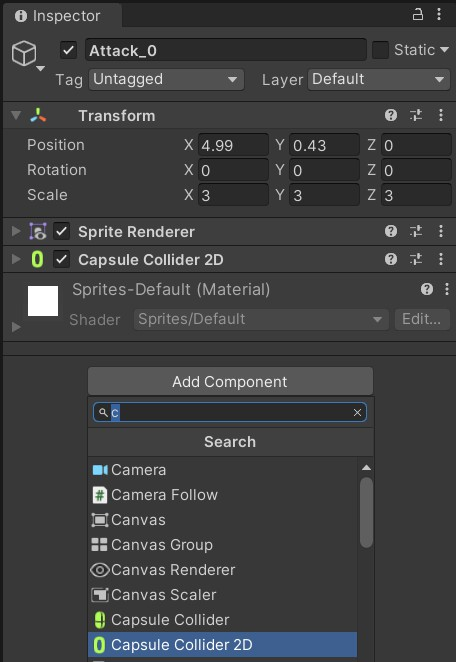 Inspector
Attack_0 Static
Tag Untagged Layer Default
Transform
Position X 4.99 Y 0.43 Z 0
Rotation X 0 Y 0 Z 0
Scale X 3 Y 3 Z 3
Sprite Renderer
Capsule Collider 2D
Sprites-Default (Material)
Shader Sprites/Default Edit...
Add Component
c
Search
Camera
Camera Follow
Canvas
Canvas Group
Canvas Renderer
Canvas Scaler
Capsule Collider
Capsule Collider 2D